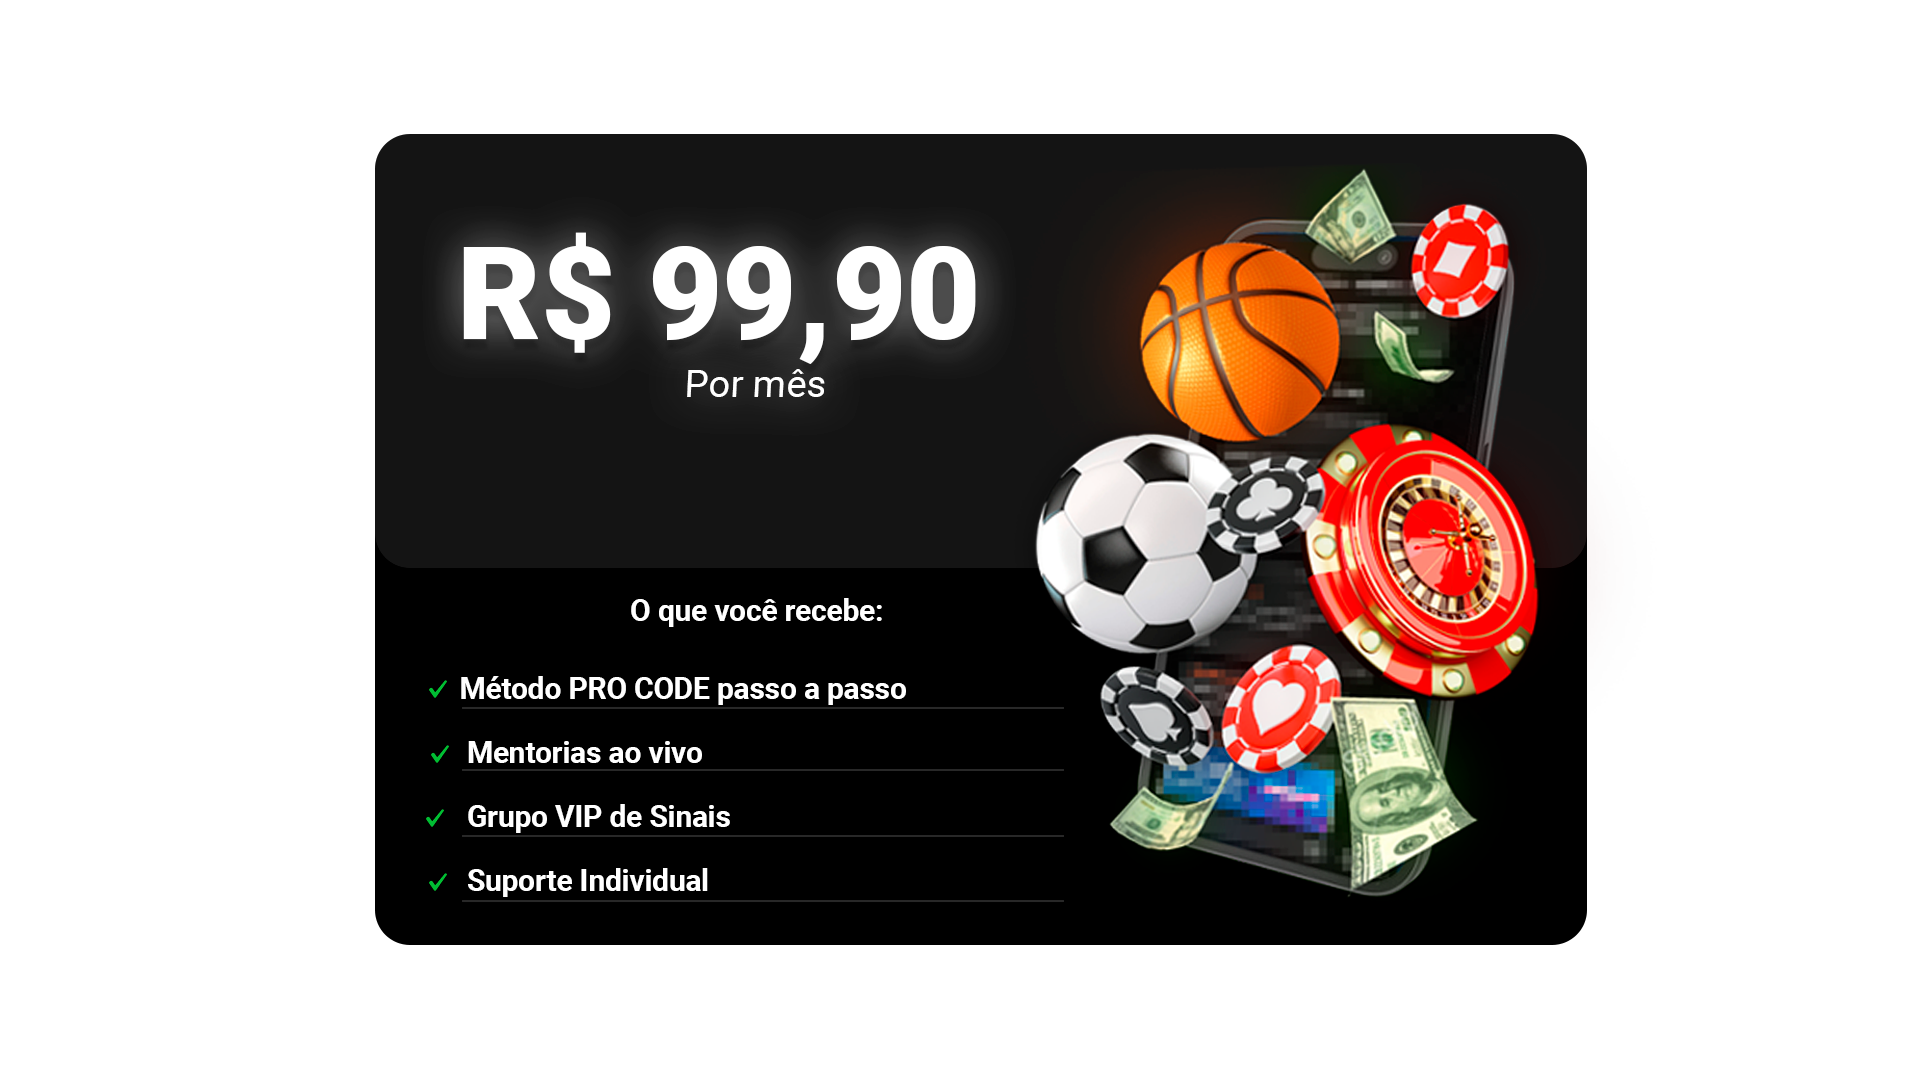 R$ 99,90
Por mês
O que você recebe:
Método PRO CODE passo a passo
Mentorias ao vivo
Grupo VIP de Sinais
Suporte Individual